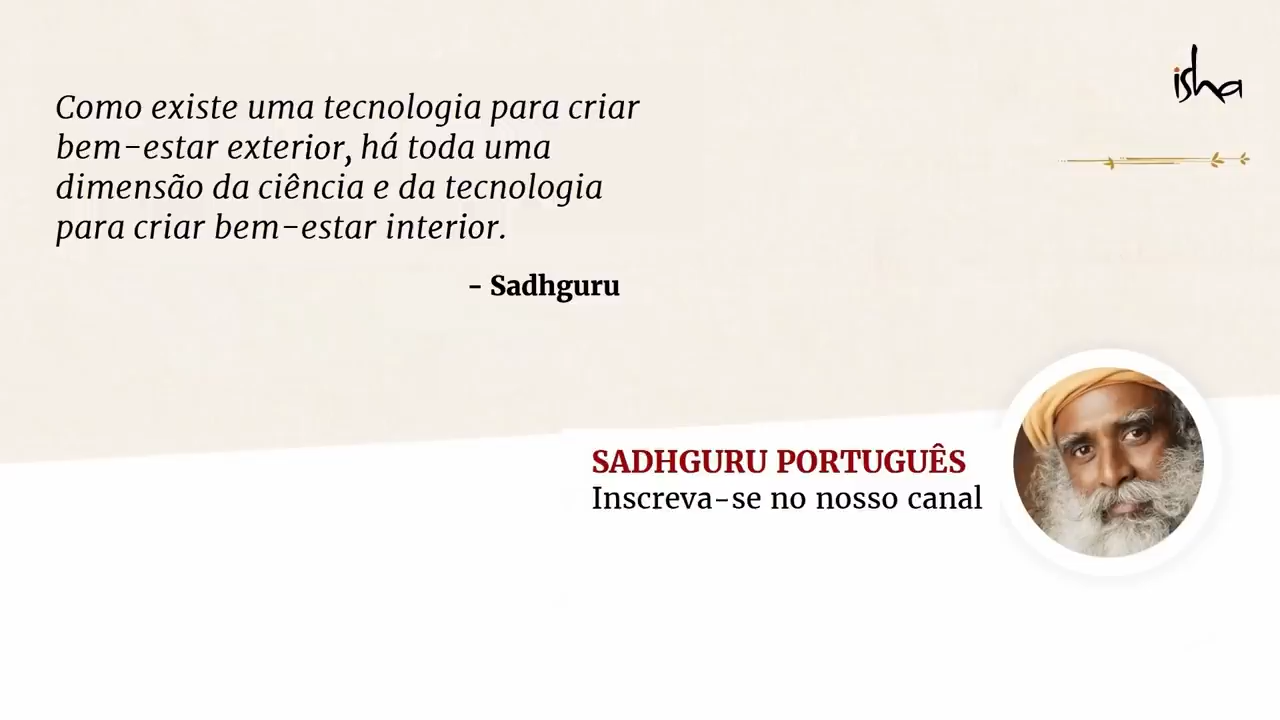 isha
Como existe uma tecnologia para criar
bem-estar exterior, há toda uma
dimensão da ciência e da tecnologia
para criar bem-estar interior.
- Sadhguru
SADHGURU PORTUGUÊS
Inscreva-se no nosso canal